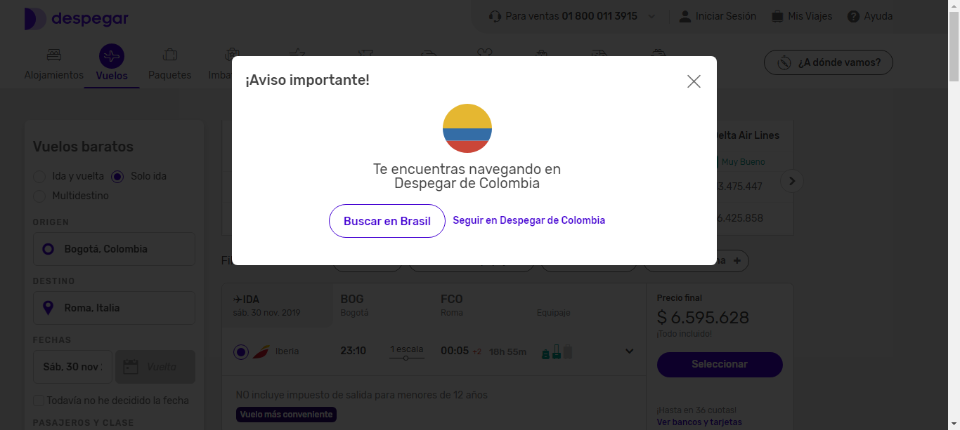 despegar
Para ventas 01 800 011 3915
Iniciar Sesión
Mis Viajes
Ayuda
Alojamientos
Vuelos
Paquetes
¿A dónde vamos?
¡Aviso importante!
Te encuentras navegando en
Despegar de Colombia
Buscar en Brasil
Seguir en Despegar de Colombia
Vuelos baratos
Ida y vuelta
Solo ida
Multidestino
ORIGEN
Bogotá, Colombia
DESTINO
Roma, Italia
FECHAS
Sáb, 30 nov
Vuelta
Todavía no he decidido la fecha
PASAJEROS Y CLASE
Air Lines
Muy Bueno
3.475.447
6.425.858
IDA
sáb. 30 nov. 2019
BOG
Bogotá
FCO
Roma
Equipaje
Iberia
23:10
1 escala
00:05 +2
18h 55m
NO incluye impuesto de salida para menores de 12 años
Vuelo más conveniente
Precio final
$ 6.595.628
¡Todo incluido!
Seleccionar
¡Hasta en 36 cuotas!
Ver bancos y tarjetas